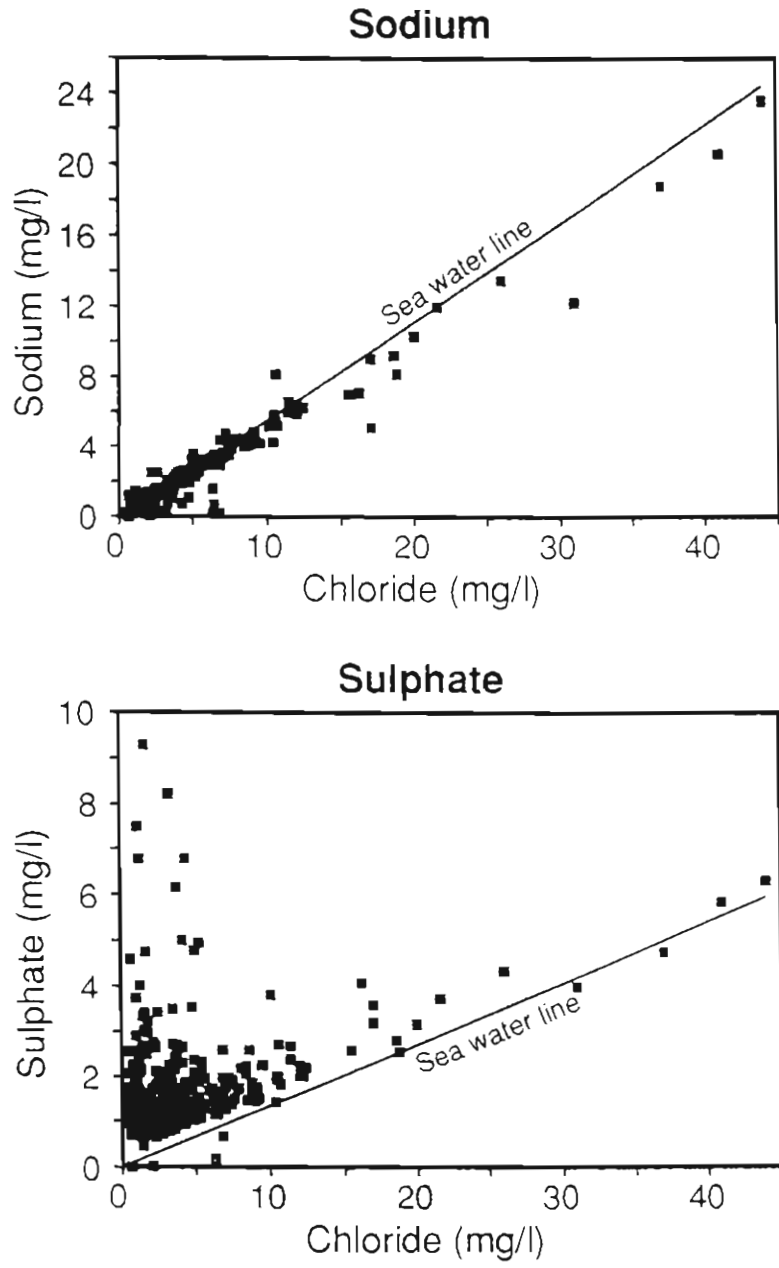 Sodium
24
20
16
12
8
4
0
Sodium (mg/l)
Sea water line
0 10 20 30 40
Chloride (mg/l)
Sulphate
10
8
6
4
2
0
Sulphate (mg/l)
Sea water line
0 10 20 30 40
Chloride (mg/l)